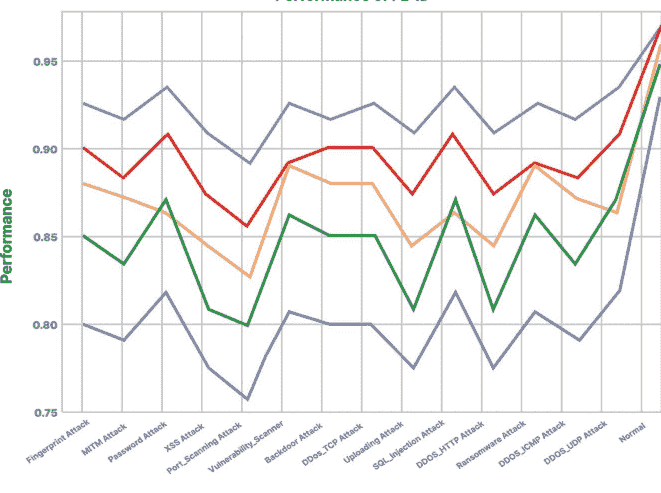 0.95
0.90
0.85
0.80
0.75
Performance
Fingerprint Attack
MITM Attack
Password Attack
XSS Attack
Port_Scanning Attack
Vulnerability_Scanner
Backdoor Attack
DDos_TCP Attack
Uploading Attack
SQL_Injection Attack
DDOS_HTTP Attack
Ransomware Attack
DDOS_ICMP Attack
DDOS_UDP Attack
Normal